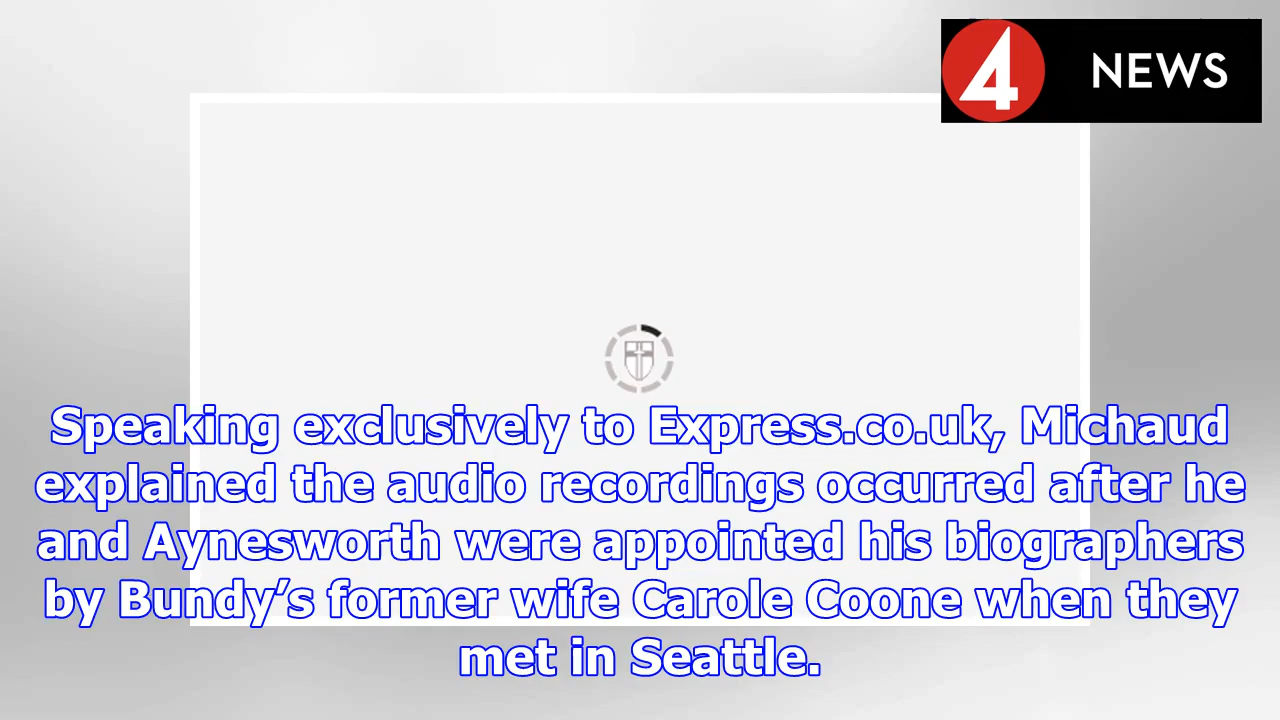 4 NEWS
Speaking exclusively to Express.co.uk, Michaud
explained the audio recordings occurred after he
and Aynesworth were appointed his biographers
by Bundy’s former wife Carole Coone when they
met in Seattle.